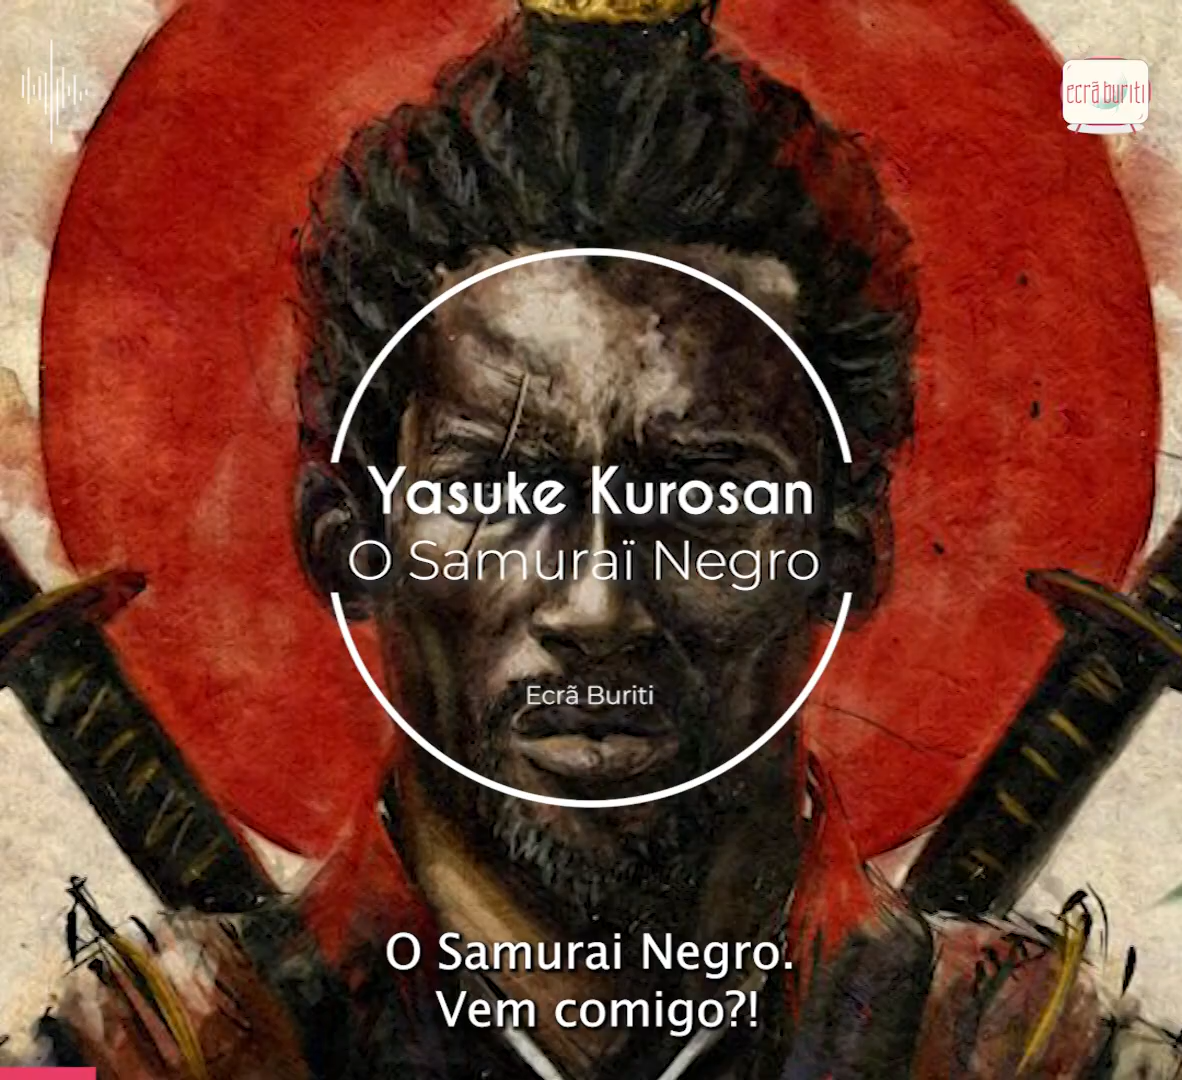 ecrã buriti
Yasuke Kurosan
O Samuraï Negro
Ecrã Buriti
O Samurai Negro.
Vem comigo?!